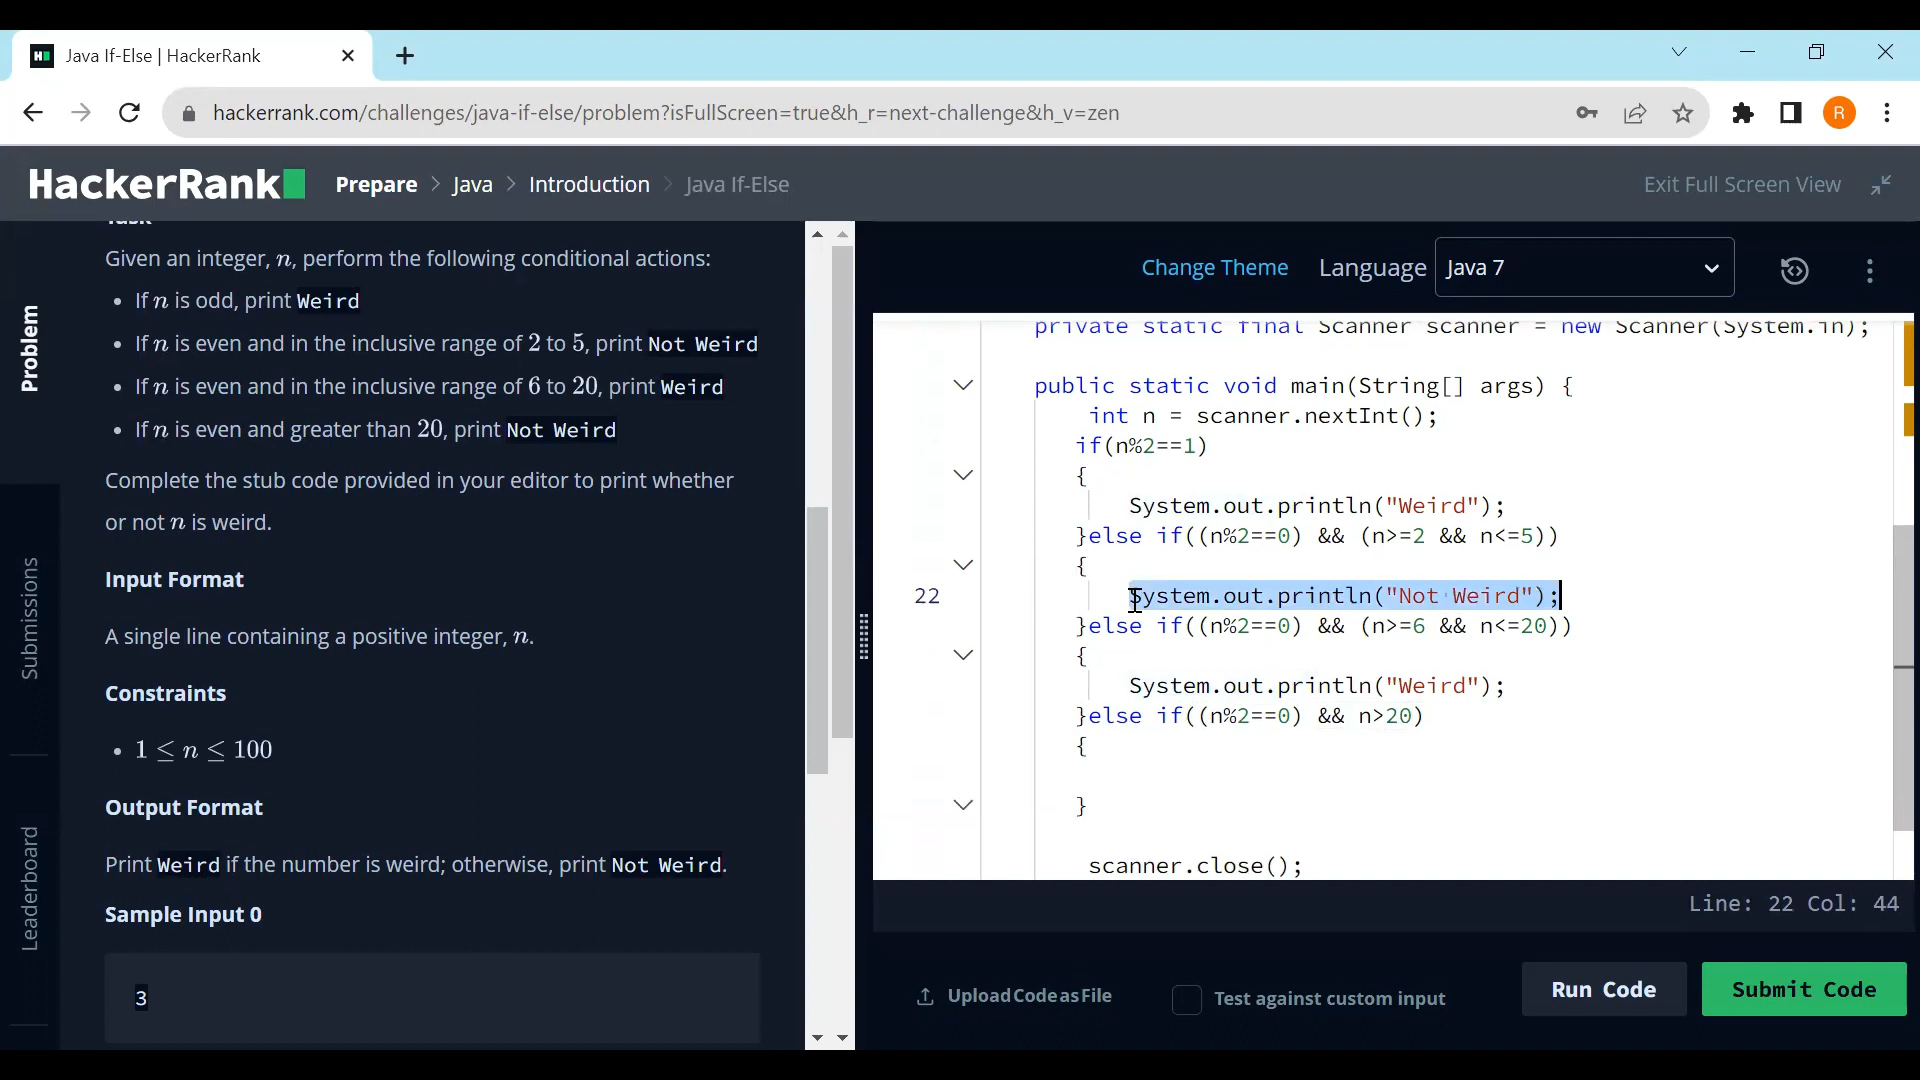 Java If-Else | HackerRank
hackerrank.com/challenges/java-if-else/problem?isFullScreen=true&h_r=next-challenge&h_v=zen
R
HackerRank
Prepare > Java > Introduction > Java If-Else
Exit Full Screen View
Problem
Submissions
Leaderboard
Task
Given an integer, n, perform the following conditional actions:
• If n is odd, print Weird
• If n is even and in the inclusive range of 2 to 5, print Not Weird
• If n is even and in the inclusive range of 6 to 20, print Weird
• If n is even and greater than 20, print Not Weird
Complete the stub code provided in your editor to print whether
or not n is weird.
Input Format
A single line containing a positive integer, n.
Constraints
• 1 ≤ n ≤ 100
Output Format
Print Weird if the number is weird; otherwise, print Not Weird.
Sample Input 0
3
Change Theme
Language
Java 7
private static final Scanner scanner = new Scanner(System.in);
public static void main(String[] args) {
int n = scanner.nextInt();
if(n%2==1)
{
System.out.println("Weird");
}else if((n%2==0) && (n>=2 && n<=5))
{
22
System.out.println("Not Weird");
}else if((n%2==0) && (n>=6 && n<=20))
{
System.out.println("Weird");
}else if((n%2==0) && n>20)
{
}
scanner.close();
Line: 22 Col: 44
Upload Code as File
Test against custom input
Run Code
Submit Code